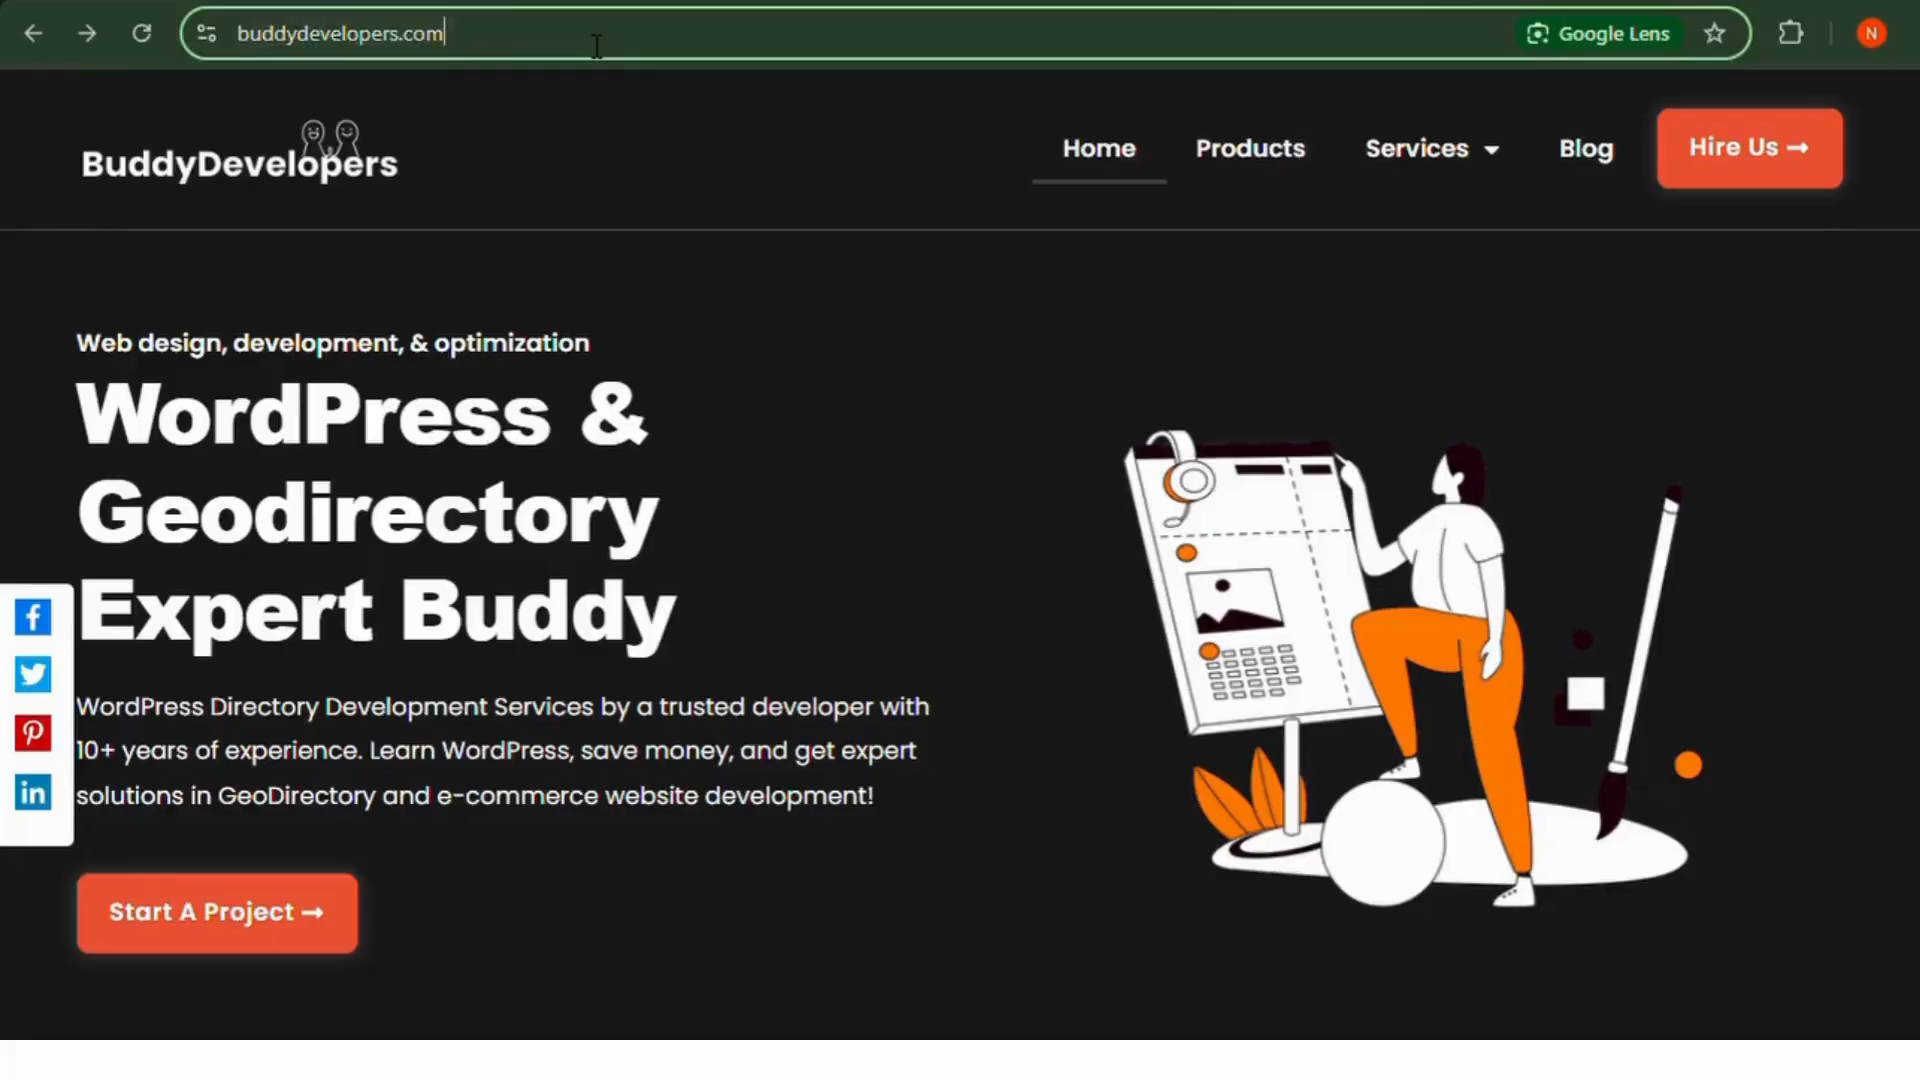 buddydevelopers.com
Google Lens
N
BuddyDevelopers
Home
Products
Services
Blog
Hire Us →
Web design, development, & optimization
WordPress &
Geodirectory
Expert Buddy
WordPress Directory Development Services by a trusted developer with
10+ years of experience. Learn WordPress, save money, and get expert
solutions in GeoDirectory and e-commerce website development!
Start A Project →